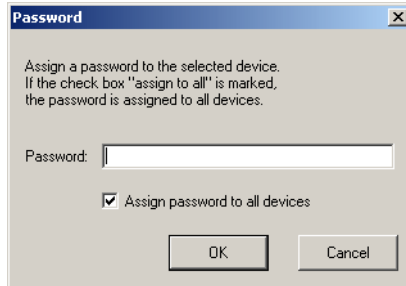 Password
Assign a password to the selected device.
If the check box "assign to all" is marked,
the password is assigned to all devices.
Password:
Assign password to all devices
OK
Cancel